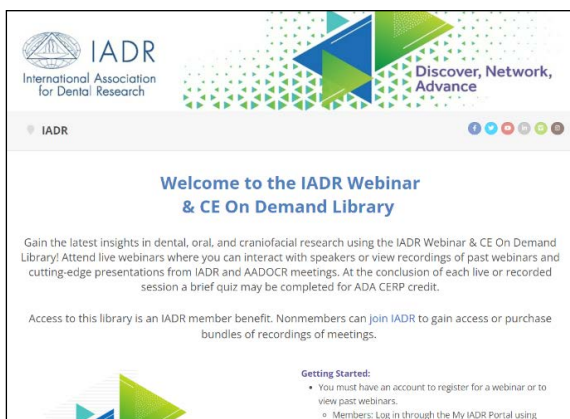 IADR
International Association
for Dental Research
Discover, Network,
Advance
IADR
Welcome to the IADR Webinar
& CE On Demand Library
Gain the latest insights in dental, oral, and craniofacial research using the IADR Webinar & CE On Demand
Library! Attend live webinars where you can interact with speakers or view recordings of past webinars and
cutting-edge presentations from IADR and AADOCR meetings. At the conclusion of each live or recorded
session a brief quiz may be completed for ADA CERP credit.
Access to this library is an IADR member benefit. Nonmembers can join IADR to gain access or purchase
bundles of recordings of meetings.
Getting Started:
• You must have an account to register for a webinar or to
view past webinars.
○ Members: Log in through the My IADR Portal using